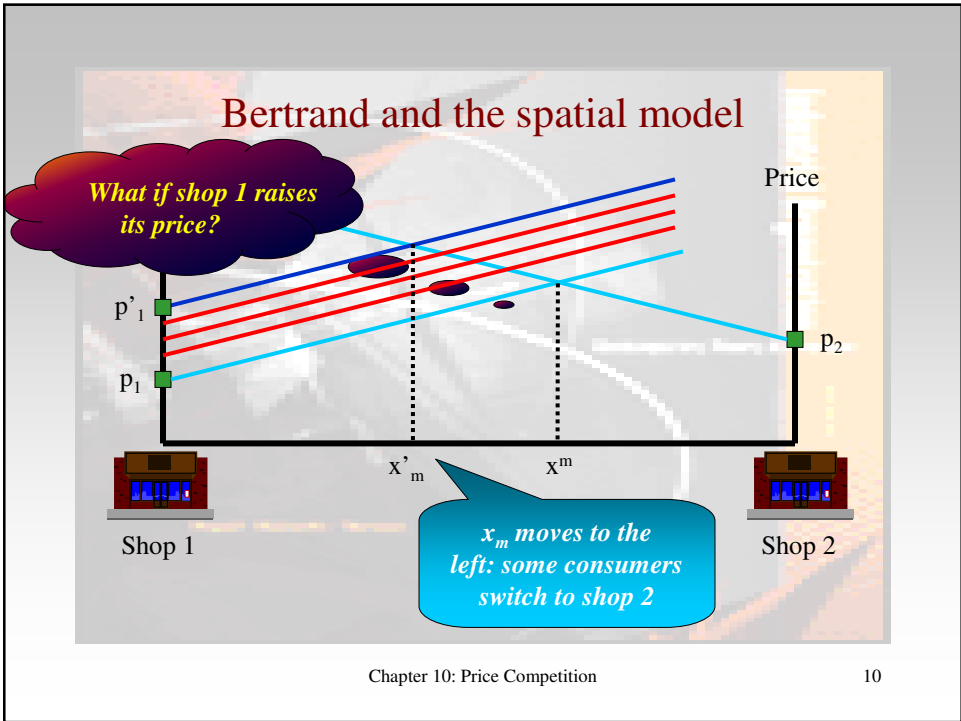 Bertrand and the spatial model
What if shop 1 raises
its price?
Price
p’1
p2
p1
x’m
xm
Shop 1
Shop 2
xm moves to the
left: some consumers
switch to shop 2
Chapter 10: Price Competition
10